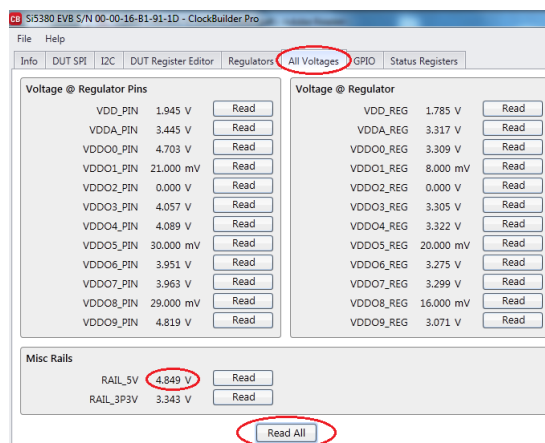 CB Si5380 EVB S/N 00-00-16-B1-91-1D - ClockBuilder Pro
File Help
Info DUT SPI I2C DUT Register Editor Regulators All Voltages GPIO Status Registers
Voltage @ Regulator Pins
VDD_PIN 1.945 V Read
VDDA_PIN 3.445 V Read
VDDO0_PIN 4.703 V Read
VDDO1_PIN 21.000 mV Read
VDDO2_PIN 0.000 V Read
VDDO3_PIN 4.057 V Read
VDDO4_PIN 4.089 V Read
VDDO5_PIN 30.000 mV Read
VDDO6_PIN 3.951 V Read
VDDO7_PIN 3.963 V Read
VDDO8_PIN 29.000 mV Read
VDDO9_PIN 4.819 V Read
Voltage @ Regulator
VDD_REG 1.785 V Read
VDDA_REG 3.317 V Read
VDDO0_REG 3.309 V Read
VDDO1_REG 8.000 mV Read
VDDO2_REG 0.000 V Read
VDDO3_REG 3.305 V Read
VDDO4_REG 3.322 V Read
VDDO5_REG 20.000 mV Read
VDDO6_REG 3.275 V Read
VDDO7_REG 3.299 V Read
VDDO8_REG 16.000 mV Read
VDDO9_REG 3.071 V Read
Misc Rails
RAIL_5V 4.849 V Read
RAIL_3P3V 3.343 V Read
Read All